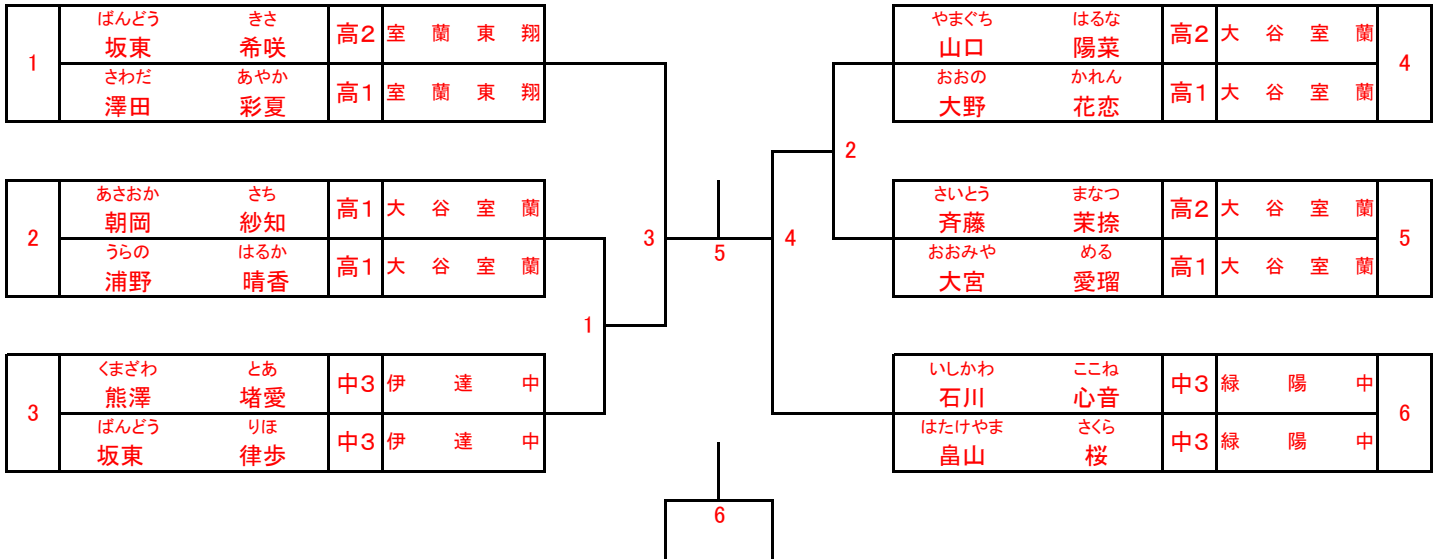 1
ばんどう きさ
坂東 希咲 高2 室蘭東翔
さわだ あやか
澤田 彩夏 高1 室蘭東翔
2
あさおか さち
朝岡 紗知 高1 大谷室蘭
うらの はるか
浦野 晴香 高1 大谷室蘭
3
くまざわ とあ
熊澤 堵愛 中3 伊達中
ばんどう りほ
坂東 律歩 中3 伊達中
1
3
5
4
2
6
やまぐち はるな
山口 陽菜 高2 大谷室蘭
おおの かれん
大野 花恋 高1 大谷室蘭
4
さいとう まなつ
斉藤 茉捺 高2 大谷室蘭
おおみや める
大宮 愛瑠 高1 大谷室蘭
5
いしかわ ここね
石川 心音 中3 緑陽中
はたけやま さくら
畠山 桜 中3 緑陽中
6